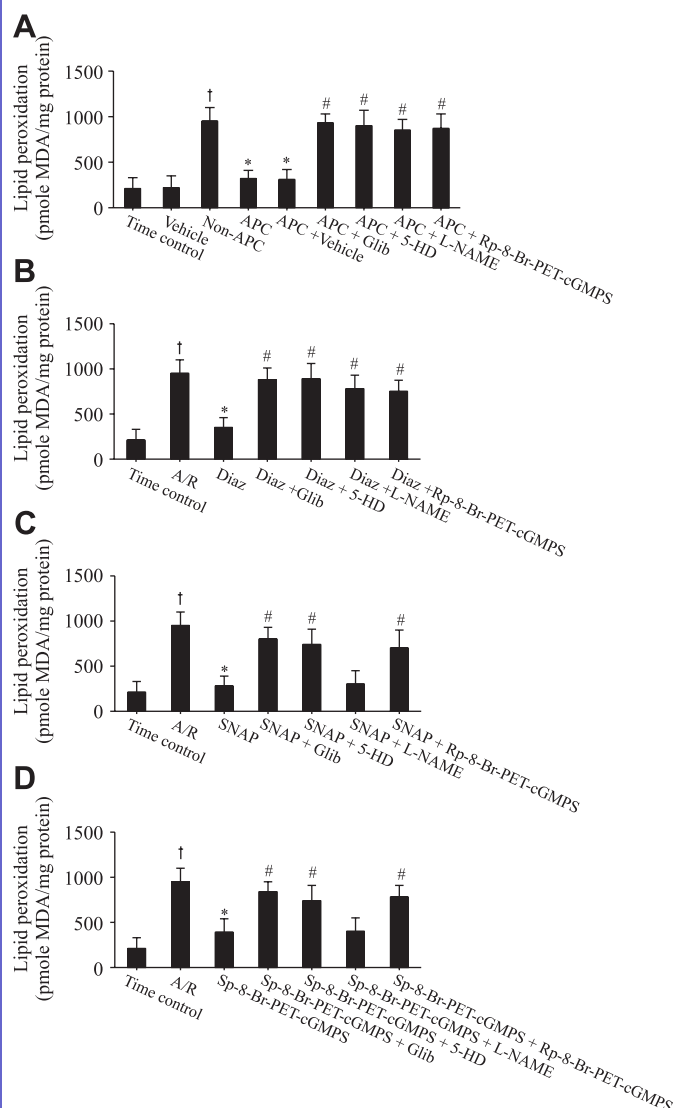 A
Lipid peroxidation
(pmole MDA/mg protein)
1500
1000
500
0
†
*
*
#
#
#
#
Time control
Vehicle
Non-APC
APC
APC +Vehicle
APC + Glib
APC + 5-HD
APC + L-NAME
APC + Rp-8-Br-PET-cGMPS
B
Lipid peroxidation
(pmole MDA/mg protein)
1500
1000
500
0
†
*
#
#
#
#
Time control
A/R
Diaz
Diaz +Glib
Diaz + 5-HD
Diaz +L-NAME
Diaz +Rp-8-Br-PET-cGMPS
C
Lipid peroxidation
(pmole MDA/mg protein)
1500
1000
500
0
†
*
#
#
#
Time control
A/R
SNAP
SNAP + Glib
SNAP + 5-HD
SNAP + L-NAME
SNAP + Rp-8-Br-PET-cGMPS
D
Lipid peroxidation
(pmole MDA/mg protein)
1500
1000
500
0
†
*
#
#
#
Time control
A/R
Sp-8-Br-PET-cGMPS
Sp-8-Br-PET-cGMPS + Glib
Sp-8-Br-PET-cGMPS + 5-HD
Sp-8-Br-PET-cGMPS + L-NAME
Sp-8-Br-PET-cGMPS + Rp-8-Br-PET-cGMPS